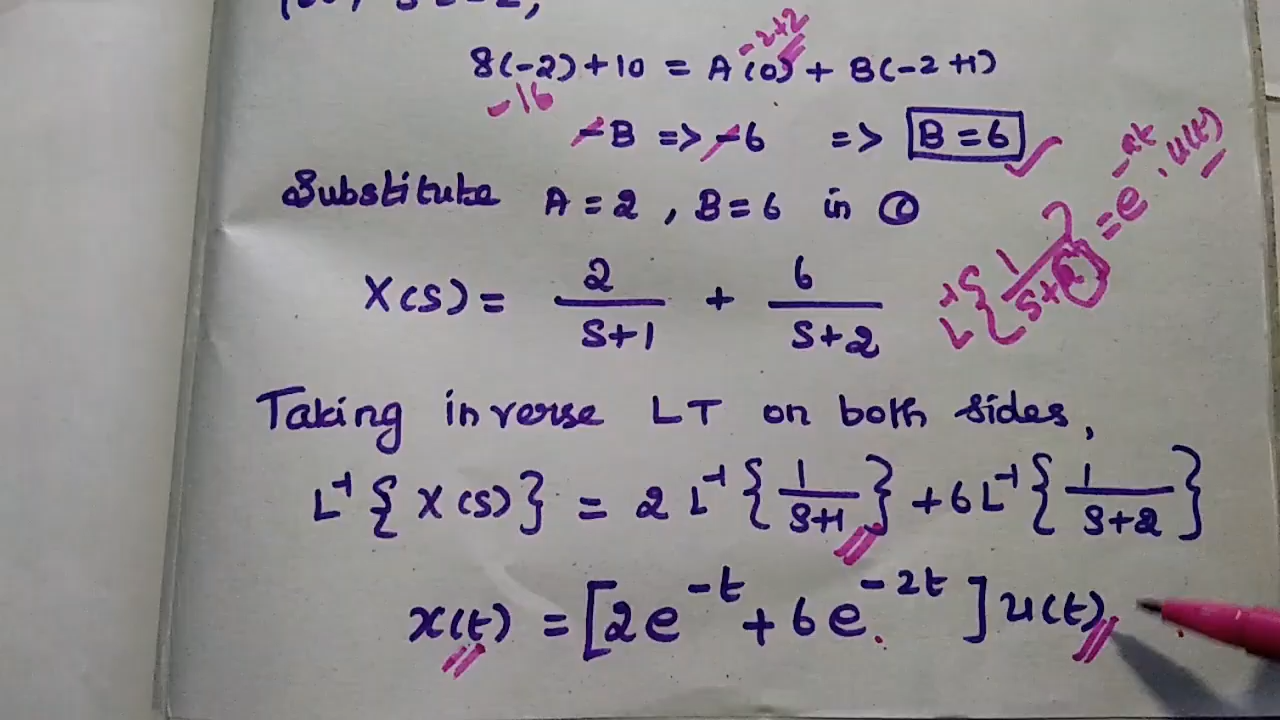 8(-2)+10 = A(0) + B(-2+1)
-2+2
-16
-B => -6 => B = 6
Substitute A = 2, B = 6 in ①
L⁻¹{1/(S+a)} = e^(-at) . u(t)
X(S) = 2/(S+1) + 6/(S+2)
Taking inverse LT on both sides,
L⁻¹{X(S)} = 2 L⁻¹{1/(S+1)} + 6 L⁻¹{1/(S+2)}
x(t) = [2e^(-t) + 6e^(-2t)] u(t)